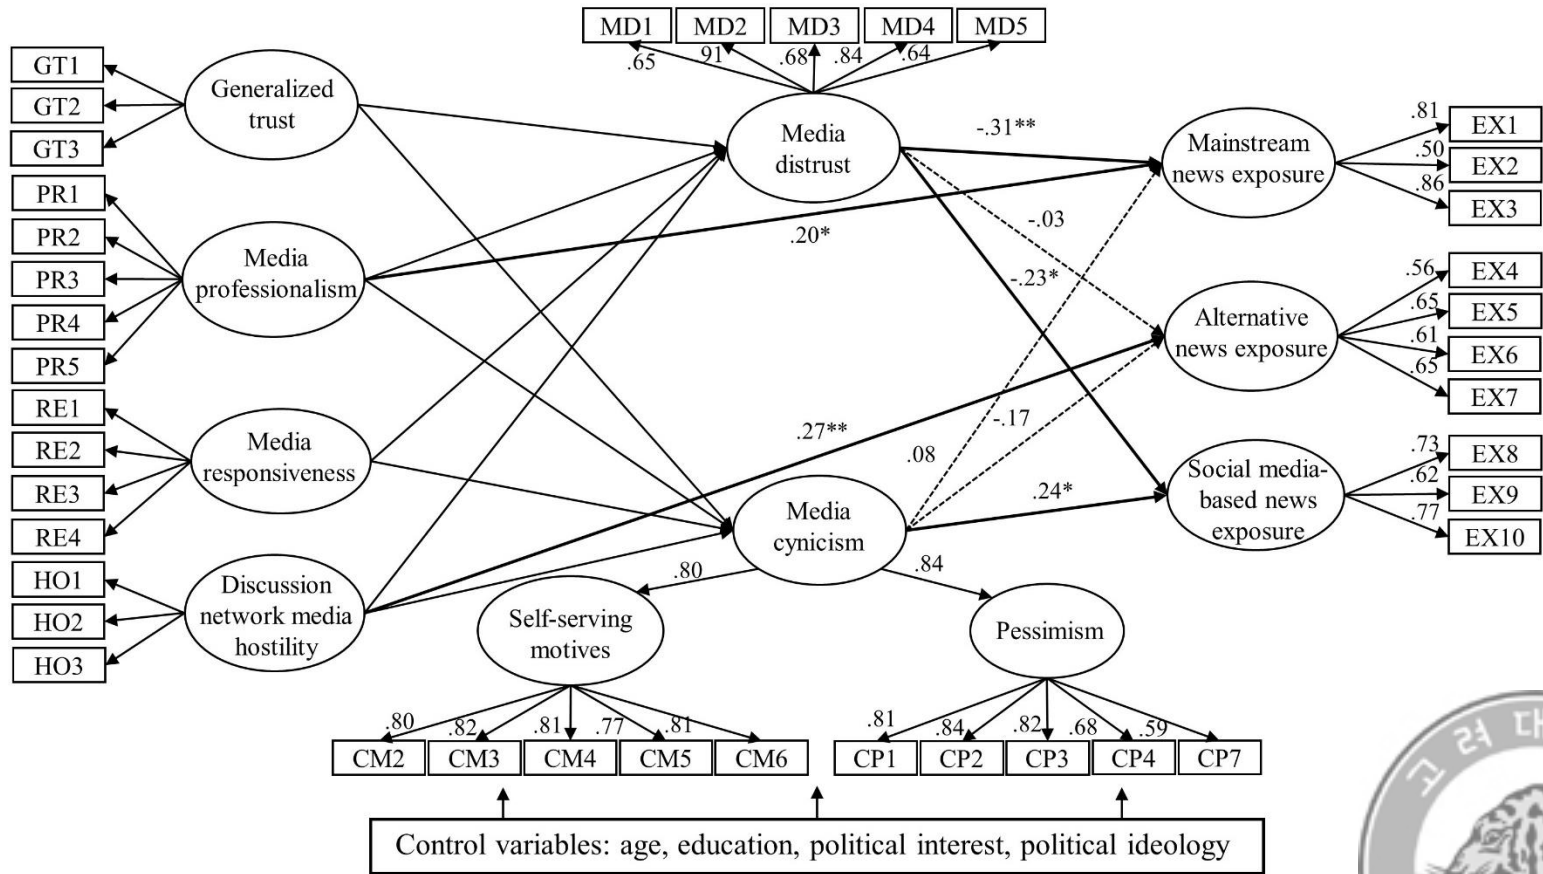 MD1
MD2
MD3
MD4
MD5
.65
.91
.68
.84
.64
GT1
GT2
GT3
Generalized
trust
PR1
PR2
PR3
PR4
PR5
Media
professionalism
RE1
RE2
RE3
RE4
Media
responsiveness
HO1
HO2
HO3
Discussion
network media
hostility
Media
distrust
-.31**
.20*
-.03
-.23*
.27**
.08
-.17
.24*
Media
cynicism
.80
.84
Self-serving
motives
Pessimism
Mainstream
news exposure
.81
.50
.86
EX1
EX2
EX3
Alternative
news exposure
.56
.65
.61
.65
EX4
EX5
EX6
EX7
Social media-
based news
exposure
.73
.62
.77
EX8
EX9
EX10
.80
.82
.81
.77
.81
CM2
CM3
CM4
CM5
CM6
.81
.84
.82
.68
.59
CP1
CP2
CP3
CP4
CP7
Control variables: age, education, political interest, political ideology
고려대